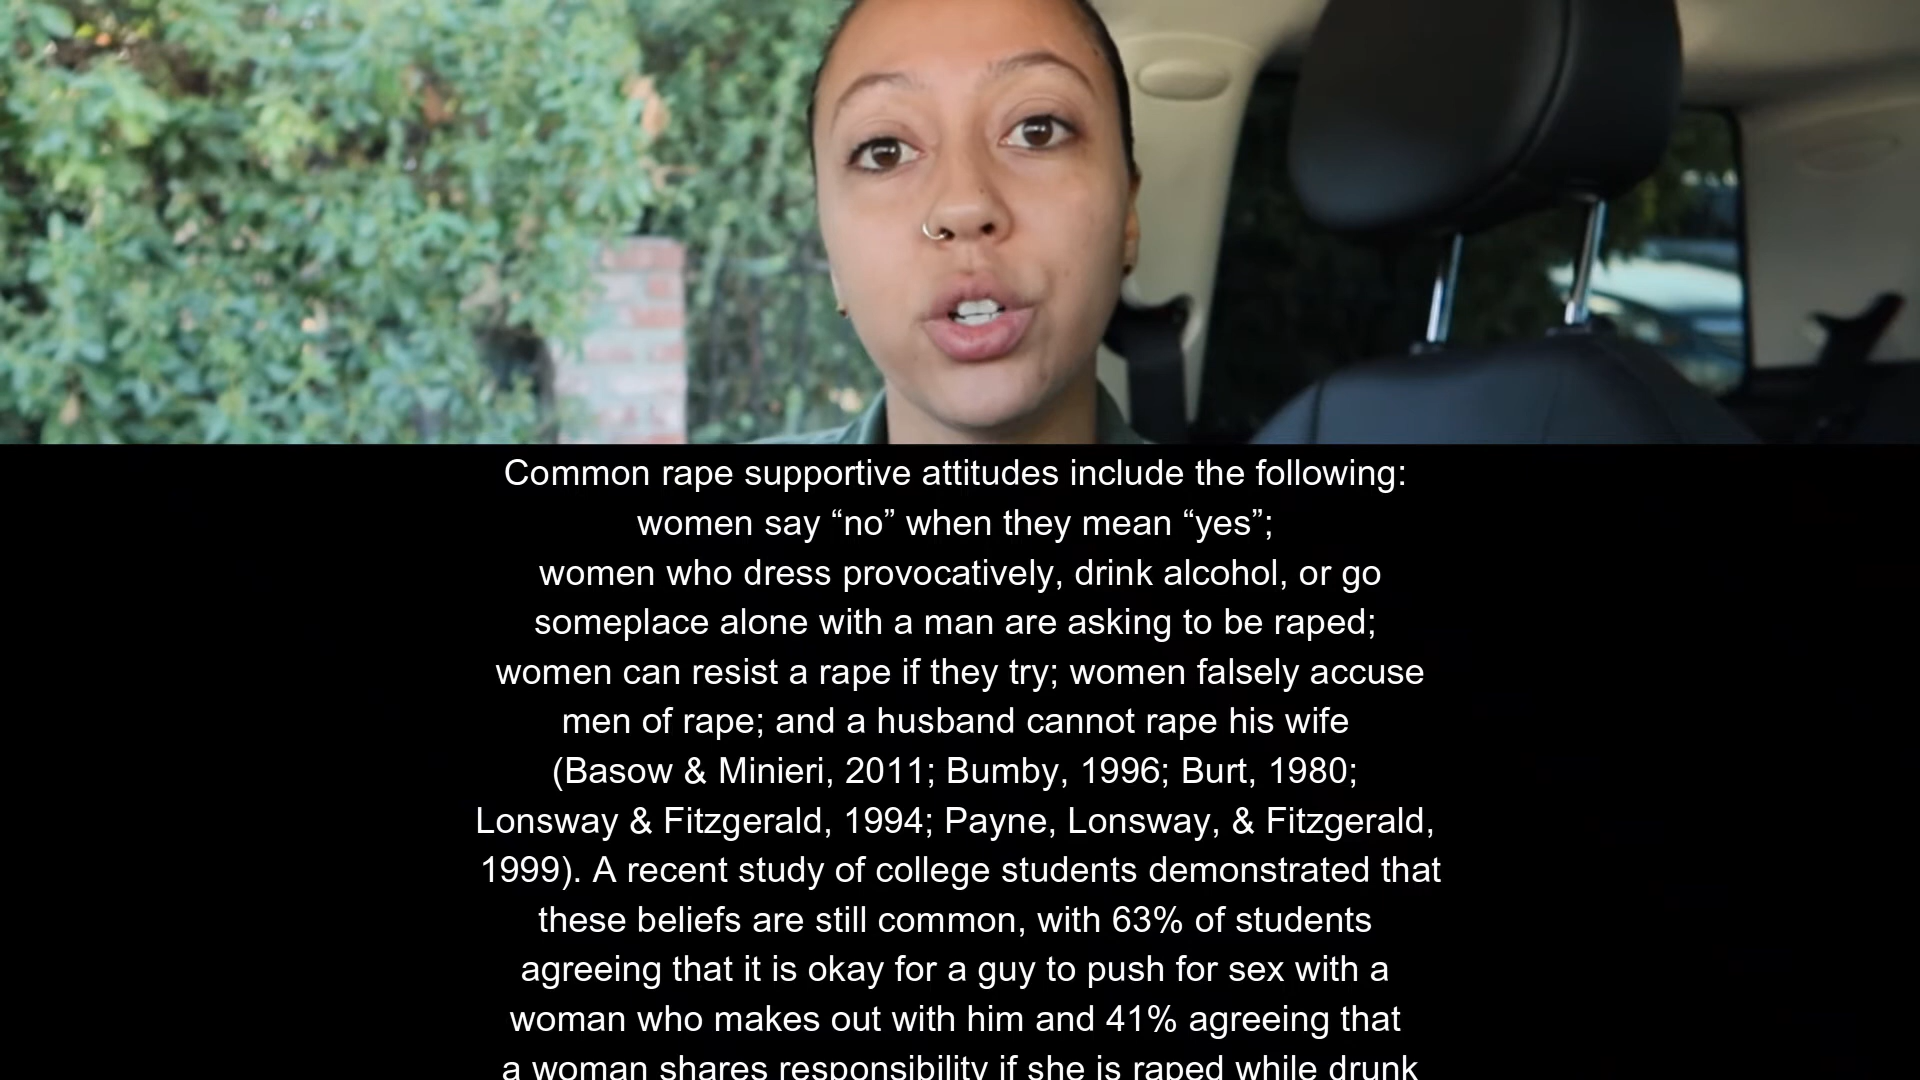 Common rape supportive attitudes include the following:
women say “no” when they mean “yes”;
women who dress provocatively, drink alcohol, or go
someplace alone with a man are asking to be raped;
women can resist a rape if they try; women falsely accuse
men of rape; and a husband cannot rape his wife
(Basow & Minieri, 2011; Bumby, 1996; Burt, 1980;
Lonsway & Fitzgerald, 1994; Payne, Lonsway, & Fitzgerald,
1999). A recent study of college students demonstrated that
these beliefs are still common, with 63% of students
agreeing that it is okay for a guy to push for sex with a
woman who makes out with him and 41% agreeing that
a woman shares responsibility if she is raped while drunk